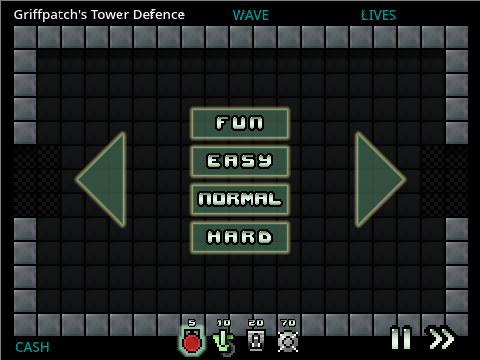 Griffpatch's Tower Defence WAVE LIVES
FUN
EASY
NORMAL
HARD
5 10 20 70
CASH